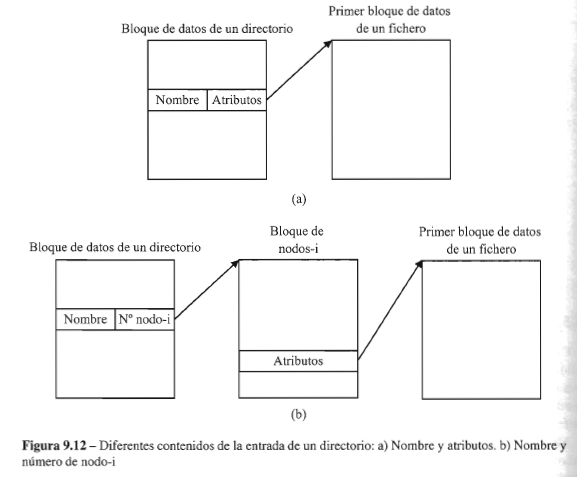 Primer bloque de datos
de un fichero
Bloque de datos de un directorio
Nombre
Atributos
(a)
Bloque de
nodos-i
Primer bloque de datos
de un fichero
Bloque de datos de un directorio
Nombre
Nº nodo-i
Atributos
(b)
Figura 9.12 – Diferentes contenidos de la entrada de un directorio: a) Nombre y atributos. b) Nombre y
número de nodo-i